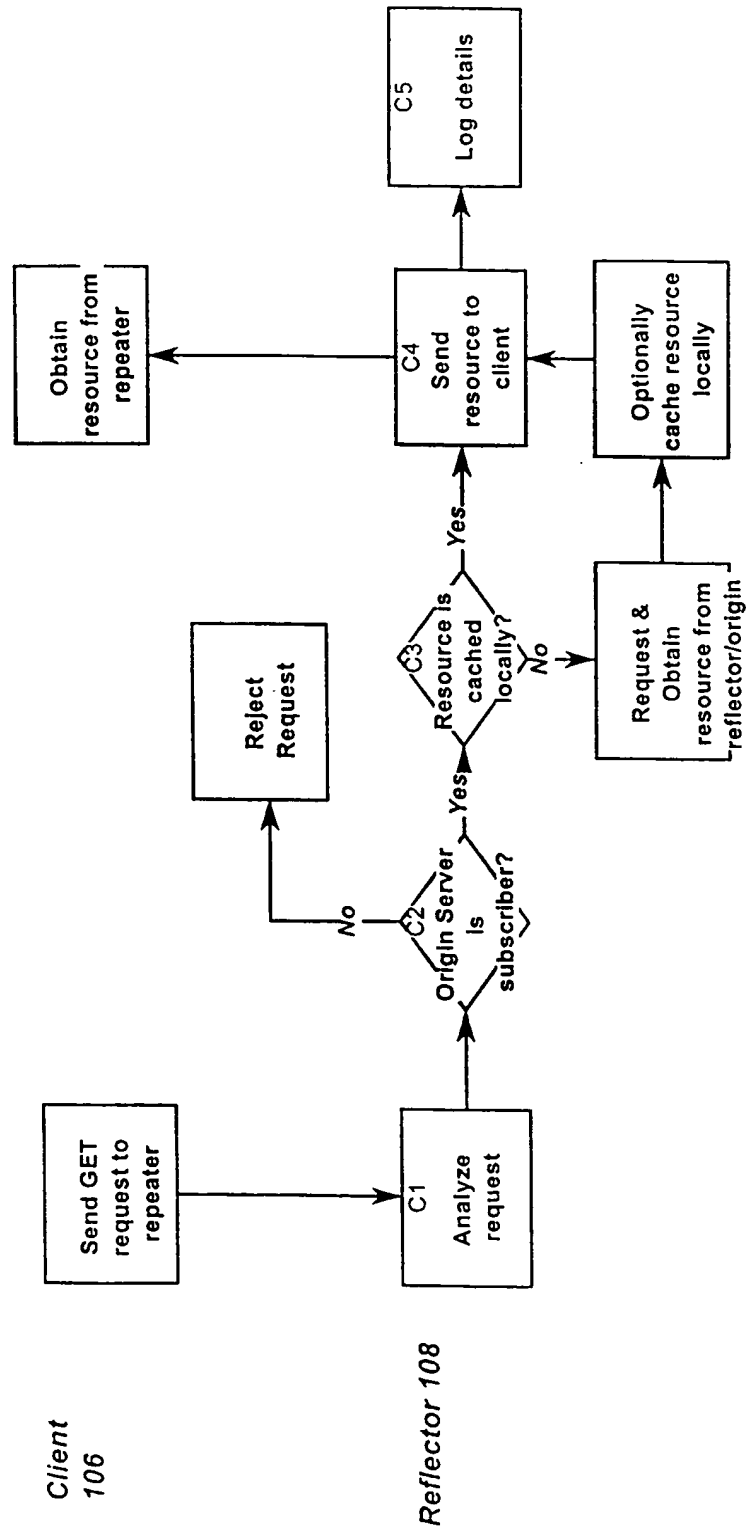 Client
106
Send GET
request to
repeater
Obtain
resource from
repeater
Reject
Request
Reflector 108
C1
Analyze
request
C2
Origin Server
is
subscriber?
No
Yes
C3
Resource is
cached
locally?
Yes
No
C4
Send
resource to
client
C5
Log details
Request &
Obtain
resource from
reflector/origin
Optionally
cache resource
locally